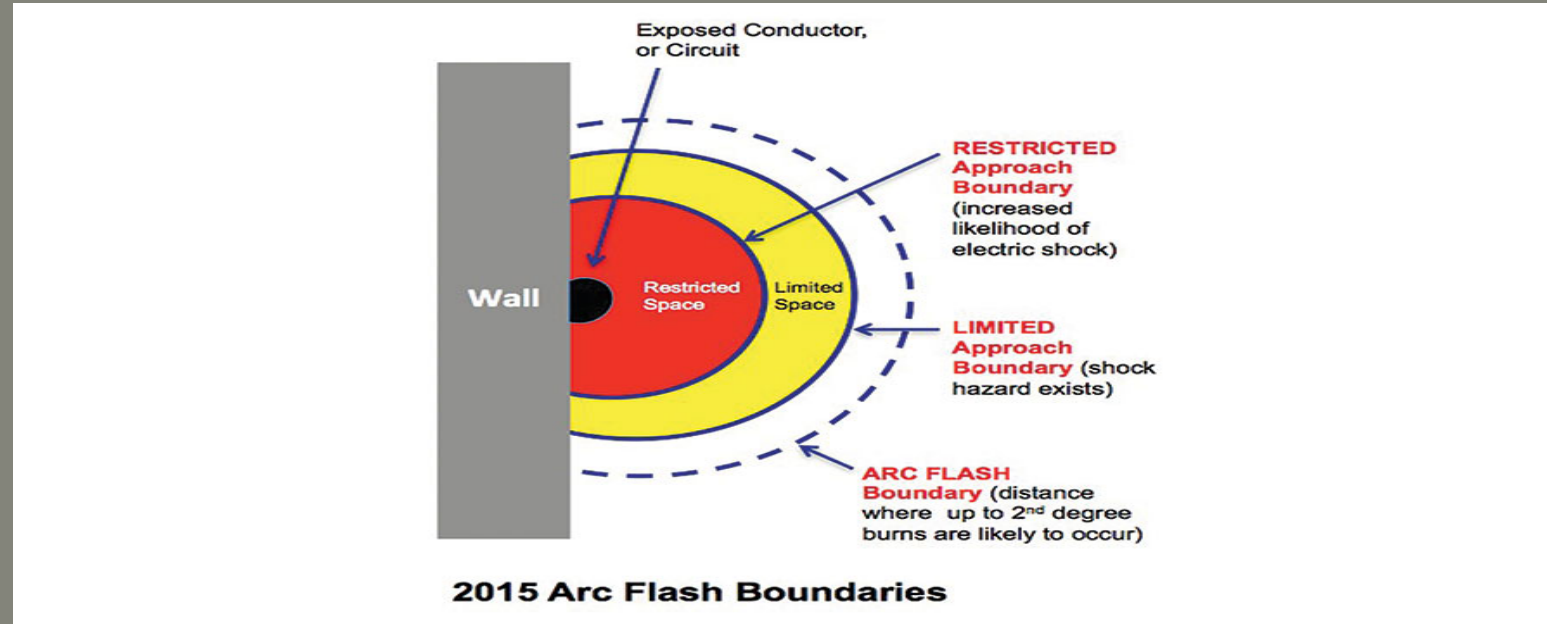 Exposed Conductor,
or Circuit
RESTRICTED
Approach
Boundary
(increased
likelihood of
electric shock)
Wall
Restricted
Space
Limited
Space
LIMITED
Approach
Boundary (shock
hazard exists)
ARC FLASH
Boundary (distance
where up to 2nd degree
burns are likely to occur)
2015 Arc Flash Boundaries